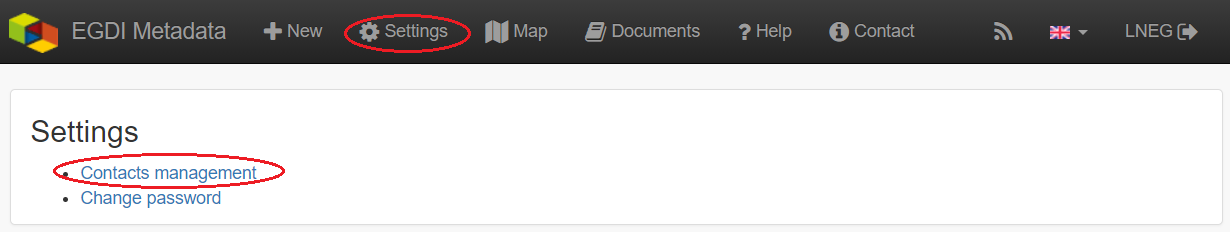 EGDI Metadata New Settings Map Documents ? Help Contact LNEG
Settings
• Contacts management
• Change password